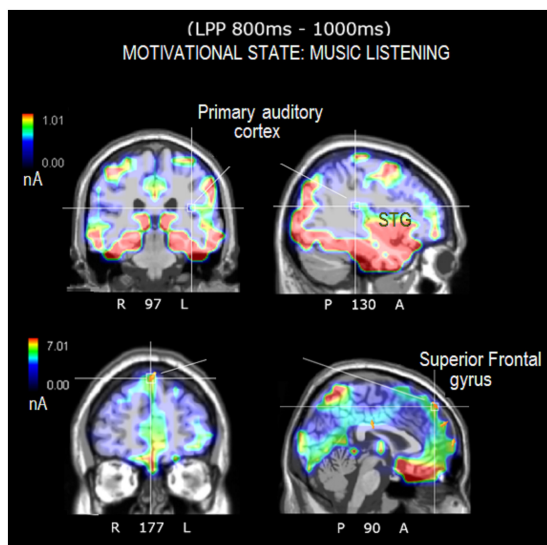 (LPP 800ms - 1000ms)
MOTIVATIONAL STATE: MUSIC LISTENING
Primary auditory
cortex
1.01
0.00
nA
STG
R 97 L
P 130 A
7.01
0.00
nA
Superior Frontal
gyrus
R 177 L
P 90 A